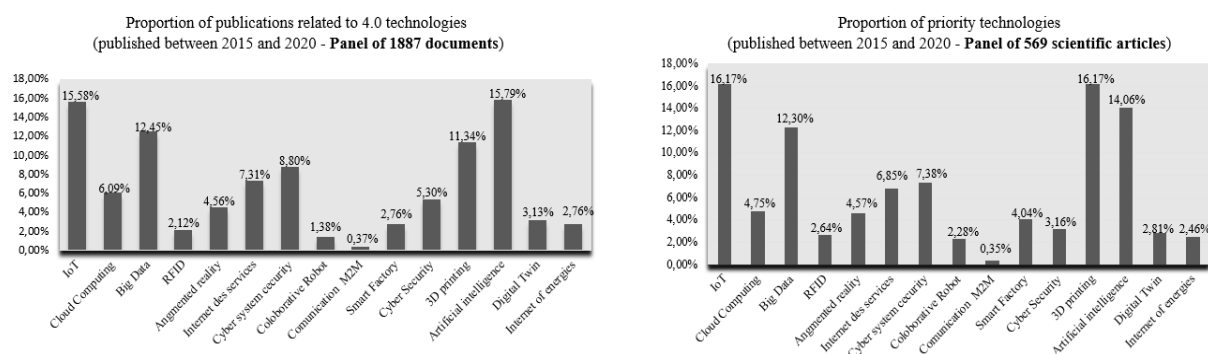 Proportion of publications related to 4.0 technologies
(published between 2015 and 2020 - Panel of 1887 documents)
18,00%
16,00%
14,00%
12,00%
10,00%
8,00%
6,00%
4,00%
2,00%
0,00%
15,58%
6,09%
12,45%
2,12%
4,56%
7,31%
8,80%
1,38%
0,37%
2,76%
5,30%
11,34%
15,79%
3,13%
2,76%
IoT
Cloud Computing
Big Data
RFID
Augmented reality
Internet des services
Cyber system cecurity
Coloborative Robot
Comunication M2M
Smart Factory
Cyber Security
3D printing
Artificial intelligence
Digital Twin
Internet of energies
Proportion of priority technologies
(published between 2015 and 2020 - Panel of 569 scientific articles)
18,00%
16,00%
14,00%
12,00%
10,00%
8,00%
6,00%
4,00%
2,00%
0,00%
16,17%
4,75%
12,30%
2,64%
4,57%
6,85%
7,38%
2,28%
0,35%
4,04%
3,16%
16,17%
14,06%
2,81%
2,46%
IoT
Cloud Computing
Big Data
RFID
Augmented reality
Internet des services
Cyber system cecurity
Coloborative Robot
Comunication M2M
Smart Factory
Cyber Security
3D printing
Artificial intelligence
Digital Twin
Internet of energies